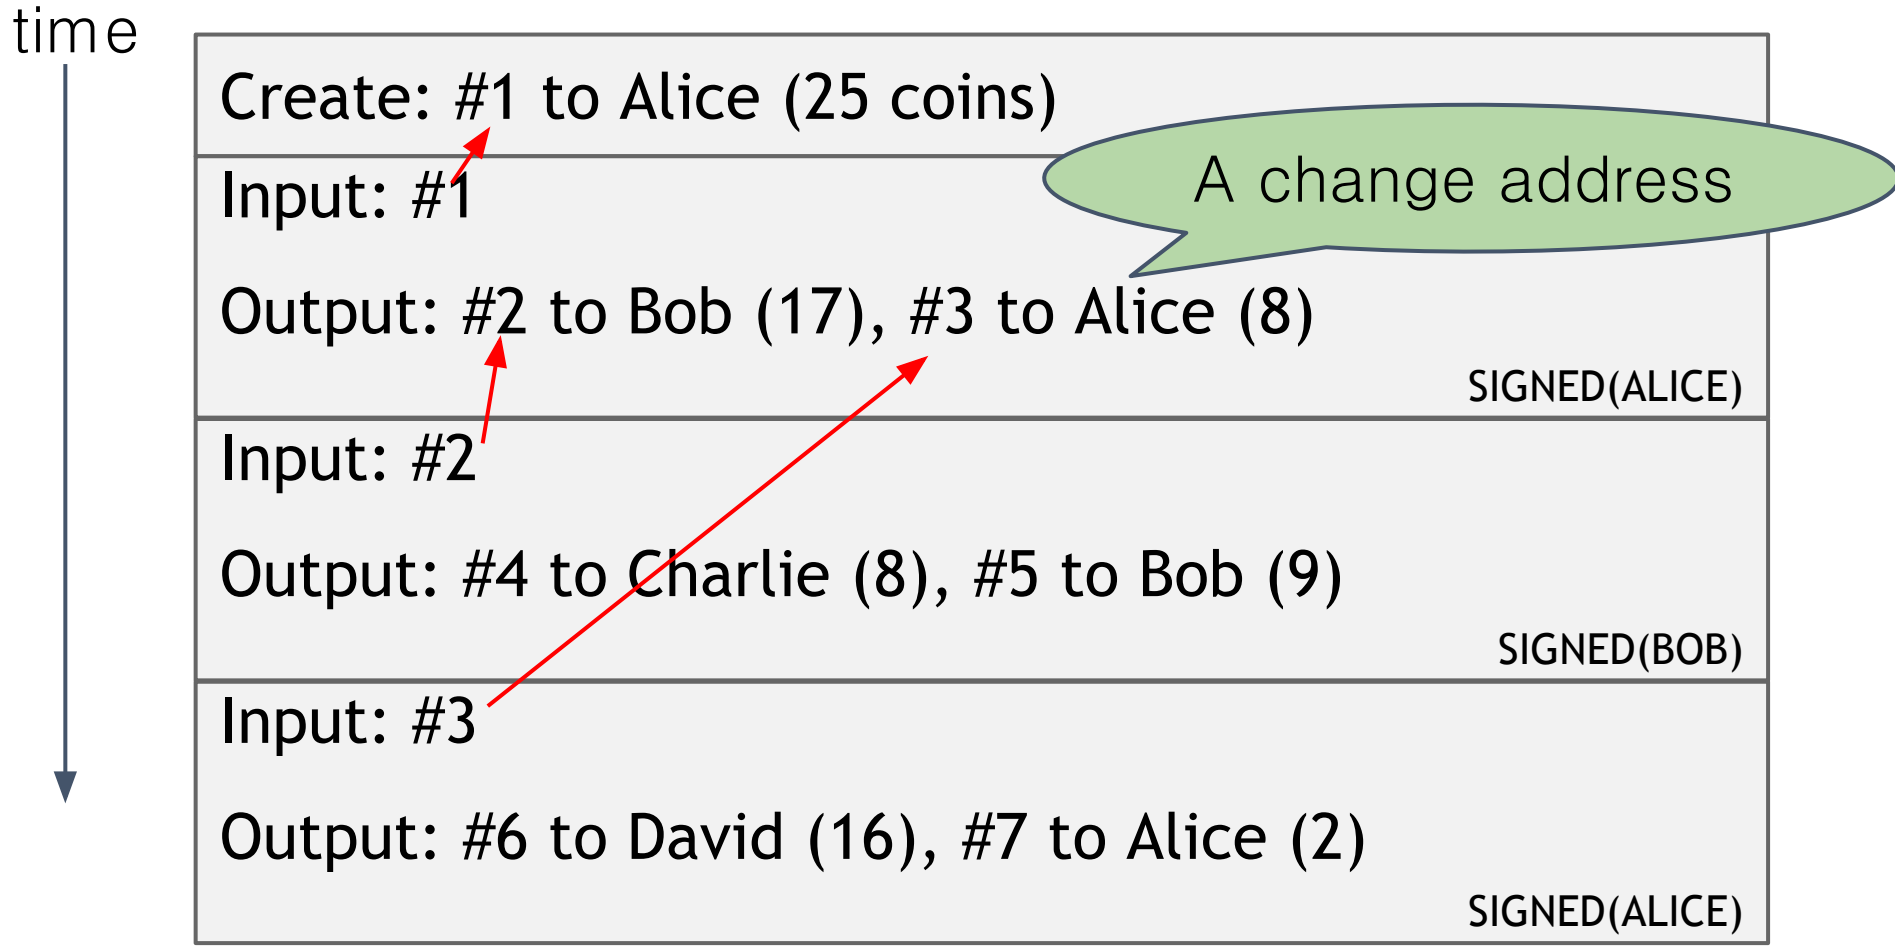 time
Create: #1 to Alice (25 coins)
A change address
Input: #1
Output: #2 to Bob (17), #3 to Alice (8)
SIGNED(ALICE)
Input: #2
Output: #4 to Charlie (8), #5 to Bob (9)
SIGNED(BOB)
Input: #3
Output: #6 to David (16), #7 to Alice (2)
SIGNED(ALICE)